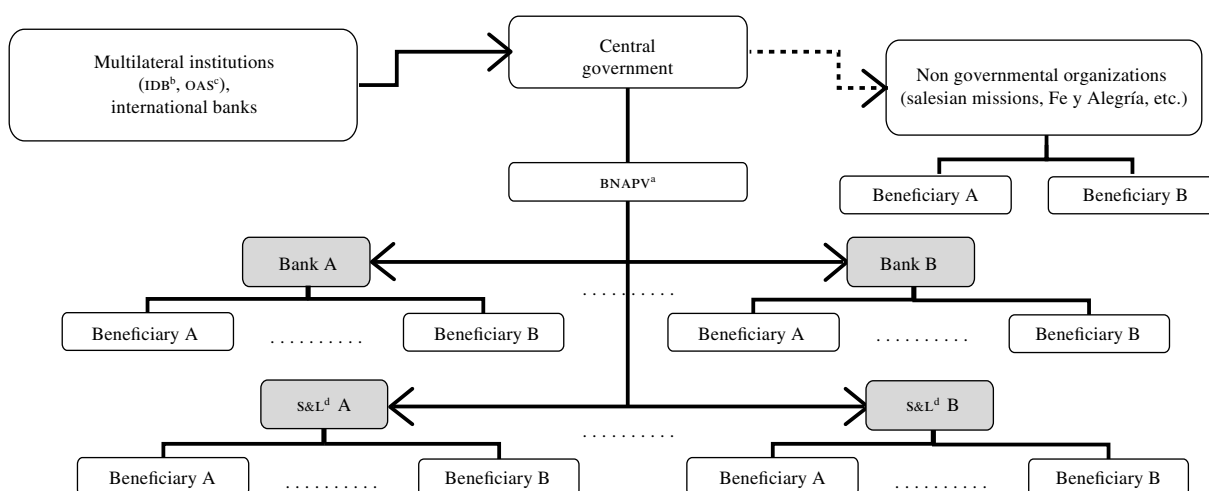 Multilateral institutions
(IDBᵇ, OASᶜ),
international banks
Central
government
Non governmental organizations
(salesian missions, Fe y Alegría, etc.)
BNAPVᵃ
Beneficiary A
Beneficiary B
Bank A
Bank B
. . . . . . . . . .
Beneficiary A
. . . . . . . . . .
Beneficiary B
Beneficiary A
. . . . . . . . . .
Beneficiary B
S&Lᵈ A
S&Lᵈ B
. . . . . . . . . .
Beneficiary A
. . . . . . . . . .
Beneficiary B
Beneficiary A
. . . . . . . . . .
Beneficiary B